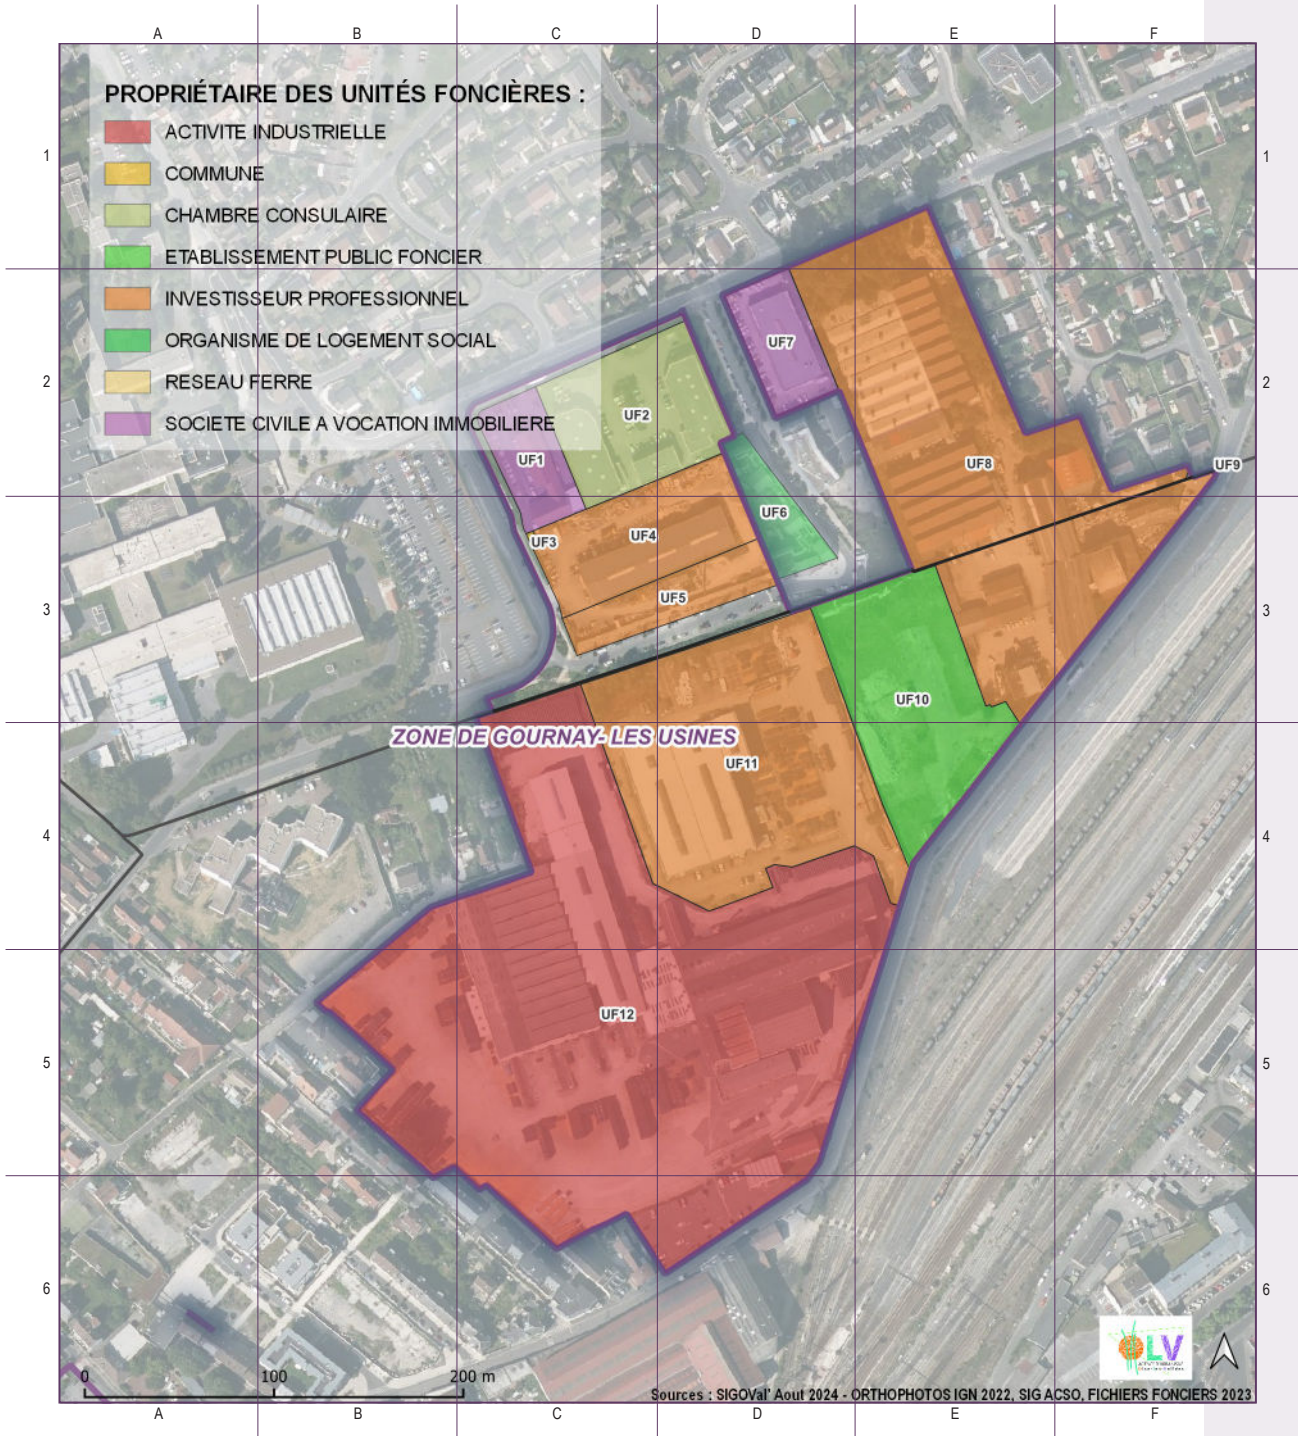 A B C D E F
PROPRIÉTAIRE DES UNITÉS FONCIÈRES :
ACTIVITE INDUSTRIELLE
COMMUNE
CHAMBRE CONSULAIRE
ETABLISSEMENT PUBLIC FONCIER
INVESTISSEUR PROFESSIONNEL
ORGANISME DE LOGEMENT SOCIAL
RESEAU FERRE
SOCIETE CIVILE A VOCATION IMMOBILIERE
1 1
UF7
2 2
UF2
UF1
UF8
UF9
UF6
UF4
UF3
UF5
3 3
UF10
ZONE DE GOURNAY- LES USINES
UF11
4 4
UF12
5 5
6 6
LV
0 100 200 m
Sources : SIGOVal' Aout 2024 - ORTHOPHOTOS IGN 2022, SIG ACSO, FICHIERS FONCIERS 2023
A B C D E F